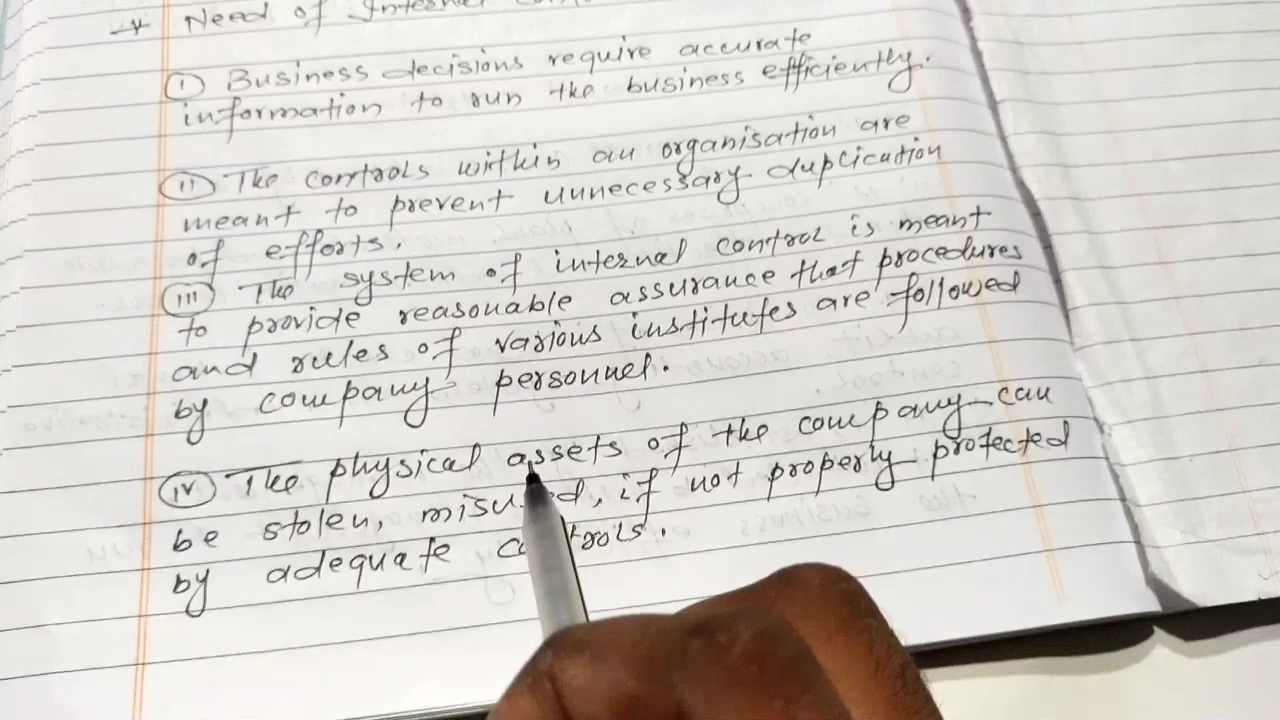 Need of Internal
(I) Business decisions require accurate
information to run the business efficiently.
(II) The controls within an organisation are
meant to prevent unnecessary duplication
of efforts.
(III) The system of internal control is meant
to provide reasonable assurance that procedures
and rules of various institutes are followed
by company personnel.
(IV) The physical assets of the company can
be stolen, misused, if not properly protected
by adequate controls.